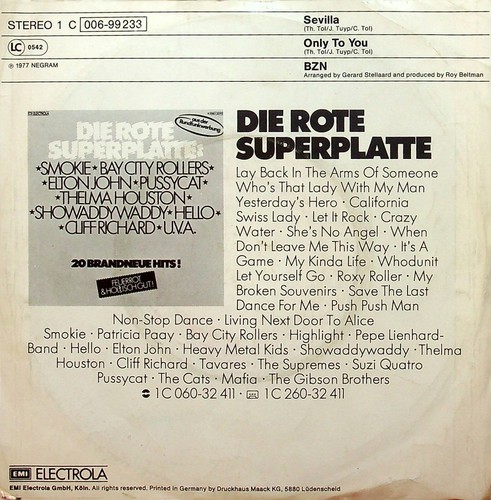 STEREO 1 C 006-99 233
LC 0542
℗ 1977 NEGRAM
Sevilla
(Th. Tol/J. Tuyp/C. Tol)
Only To You
(Th. Tol/J. Tuyp/C. Tol)
BZN
Arranged by Gerard Stellaard and produced by Roy Beltman
aus der
Rundfunkwerbung
DIE ROTE
SUPERPLATTE
★SMOKIE★BAY CITY ROLLERS★
★ELTON JOHN★PUSSYCAT★
★THELMA HOUSTON★
★SHOWADDYWADDY★HELLO★
★CLIFF RICHARD★U.V.A.
20 BRANDNEUE HITS!
FEUERROT
& HÖLLISCH GUT!
DIE ROTE
SUPERPLATTE
Lay Back In The Arms Of Someone
Who's That Lady With My Man
Yesterday's Hero · California
Swiss Lady · Let It Rock · Crazy
Water · She's No Angel · When
Don't Leave Me This Way · It's A
Game · My Kinda Life · Whodunit
Let Yourself Go · Roxy Roller · My
Broken Souvenirs · Save The Last
Dance For Me · Push Push Man
Non-Stop Dance · Living Next Door To Alice
Smokie · Patricia Paay · Bay City Rollers · Highlight · Pepe Lienhard-
Band · Hello · Elton John · Heavy Metal Kids · Showaddywaddy · Thelma
Houston · Cliff Richard · Tavares · The Supremes · Suzi Quatro
Pussycat · The Cats · Mafia · The Gibson Brothers
1 C 060-32 411 · 1 C 260-32 411
EMI ELECTROLA
EMI Electrola GmbH, Köln. All rights reserved. Printed in Germany by Druckhaus Maack KG, 5880 Lüdenscheid